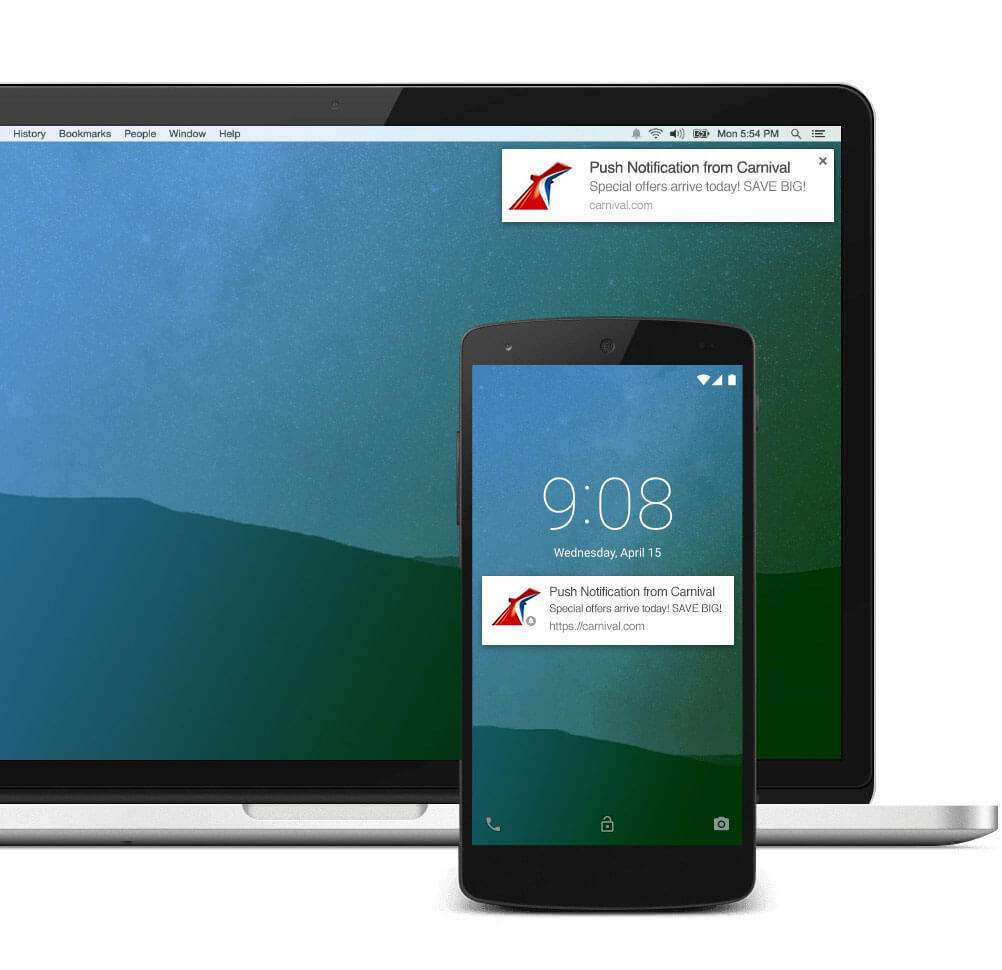 History Bookmarks People Window Help Mon 5:54 PM
Push Notification from Carnival
Special offers arrive today! SAVE BIG!
carnival.com
9:08
Wednesday, April 15
Push Notification from Carnival
Special offers arrive today! SAVE BIG!
https://carnival.com